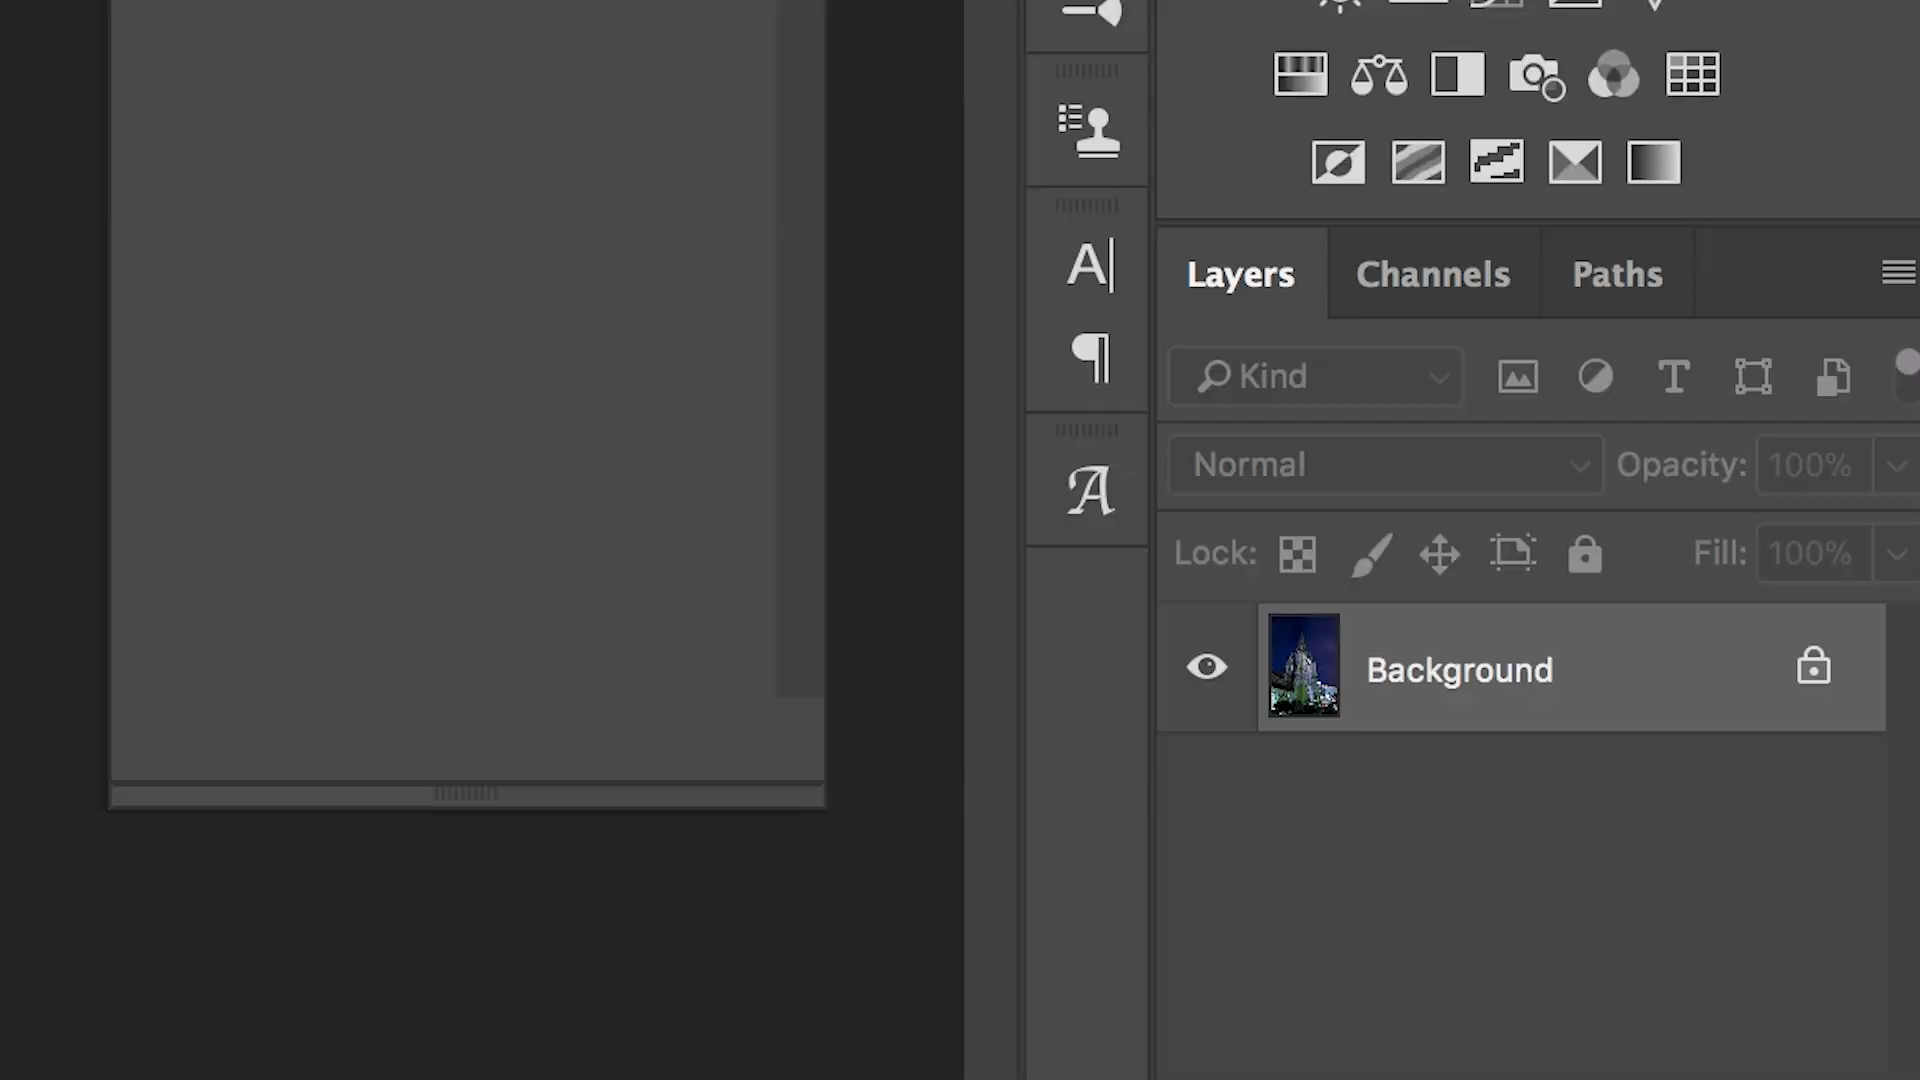 Layers Channels Paths
Kind
Normal Opacity: 100%
Lock: Fill: 100%
Background